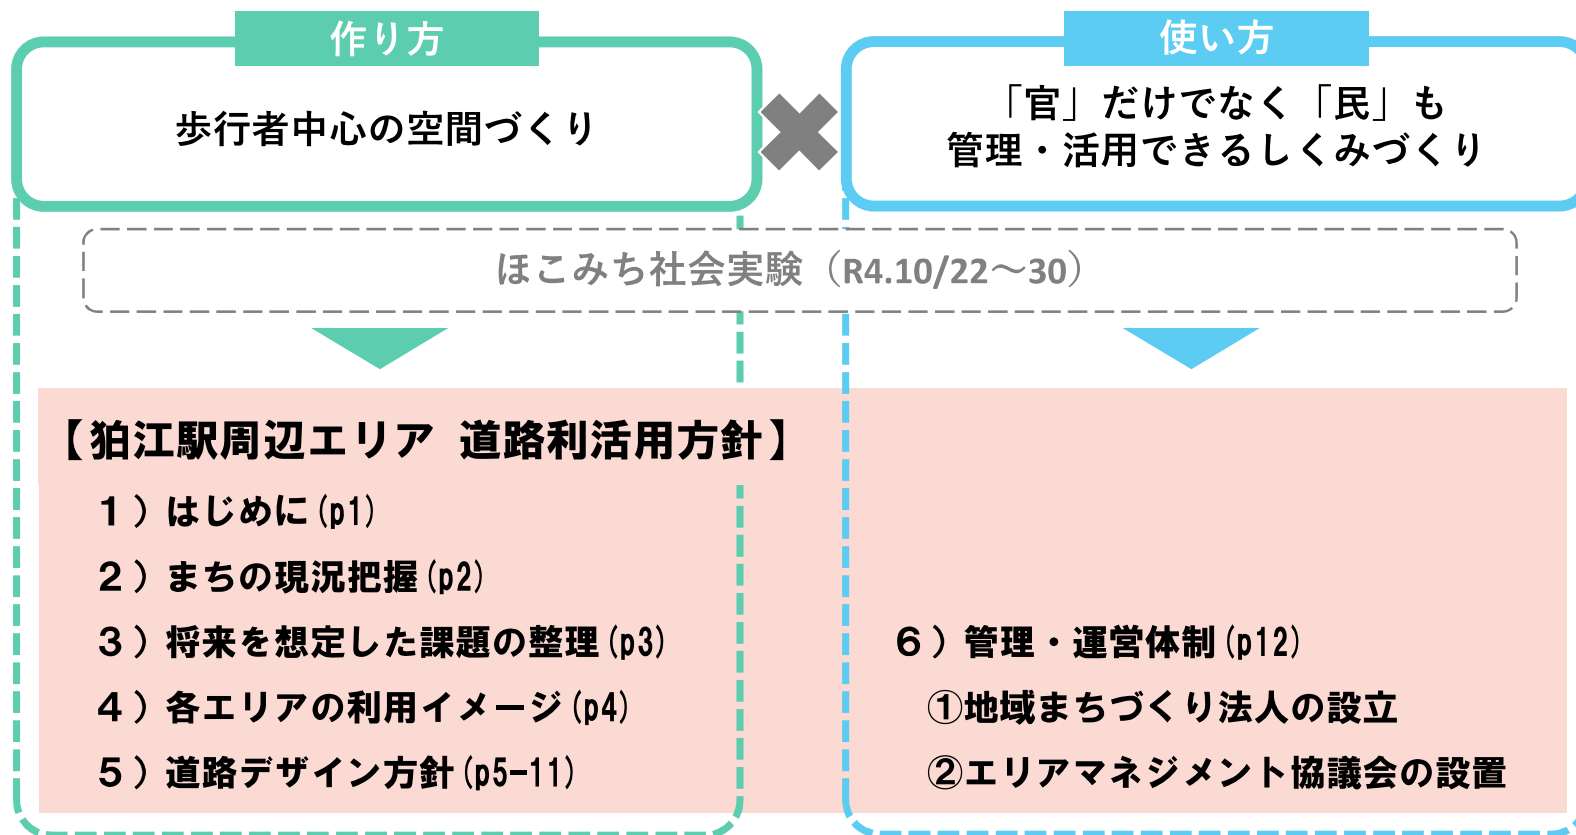 作り方
歩行者中心の空間づくり
使い方
「官」だけでなく「民」も
管理・活用できるしくみづくり
ほこみち社会実験（R4.10/22～30）
【狛江駅周辺エリア 道路利活用方針】
１）はじめに(p1)
２）まちの現況把握(p2)
３）将来を想定した課題の整理(p3)
４）各エリアの利用イメージ(p4)
５）道路デザイン方針(p5-11)
６）管理・運営体制(p12)
①地域まちづくり法人の設立
②エリアマネジメント協議会の設置